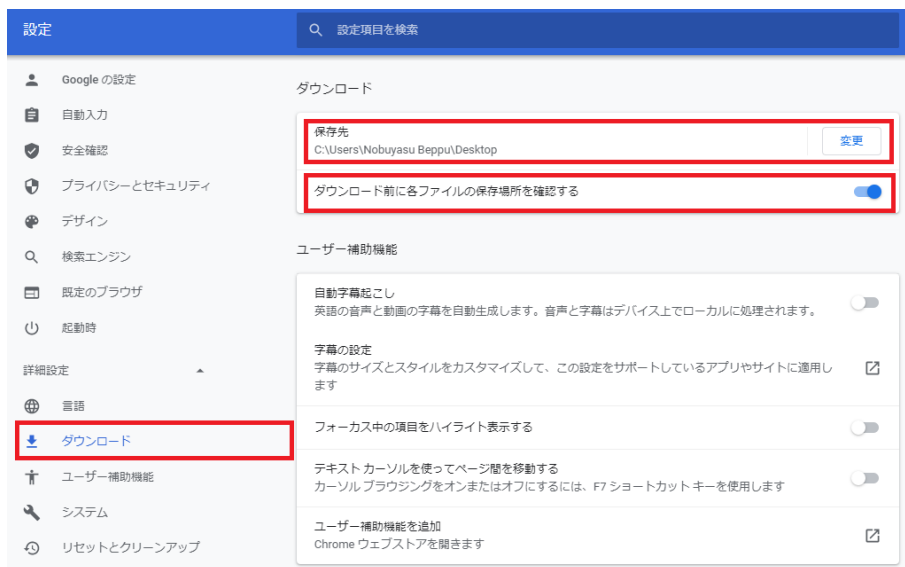 設定
設定項目を検索
Google の設定
自動入力
安全確認
プライバシーとセキュリティ
デザイン
検索エンジン
既定のブラウザ
起動時
詳細設定
言語
ダウンロード
ユーザー補助機能
システム
リセットとクリーンアップ
ダウンロード
保存先
C:\Users\Nobuyasu Beppu\Desktop
変更
ダウンロード前に各ファイルの保存場所を確認する
ユーザー補助機能
自動字幕起こし
英語の音声と動画の字幕を自動生成します。音声と字幕はデバイス上でローカルに処理されます。
字幕の設定
字幕のサイズとスタイルをカスタマイズして、この設定をサポートしているアプリやサイトに適用し
ます
フォーカス中の項目をハイライト表示する
テキスト カーソルを使ってページ間を移動する
カーソル ブラウジングをオンまたはオフにするには、F7 ショートカット キーを使用します
ユーザー補助機能を追加
Chrome ウェブストアを開きます